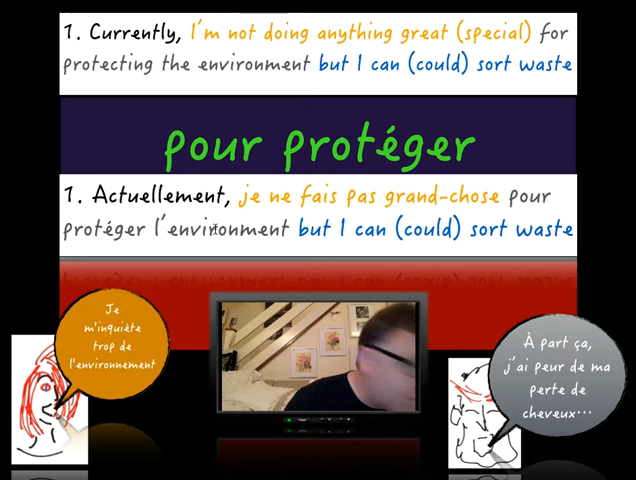 1. Currently, I'm not doing anything great (special) for
protecting the environment but I can (could) sort waste
pour protéger
1. Actuellement, je ne fais pas grand-chose pour
protéger l'environment but I can (could) sort waste
Je
m'inquiète
trop de
l'environnement
À part ça,
j'ai peur de ma
perte de
cheveux...